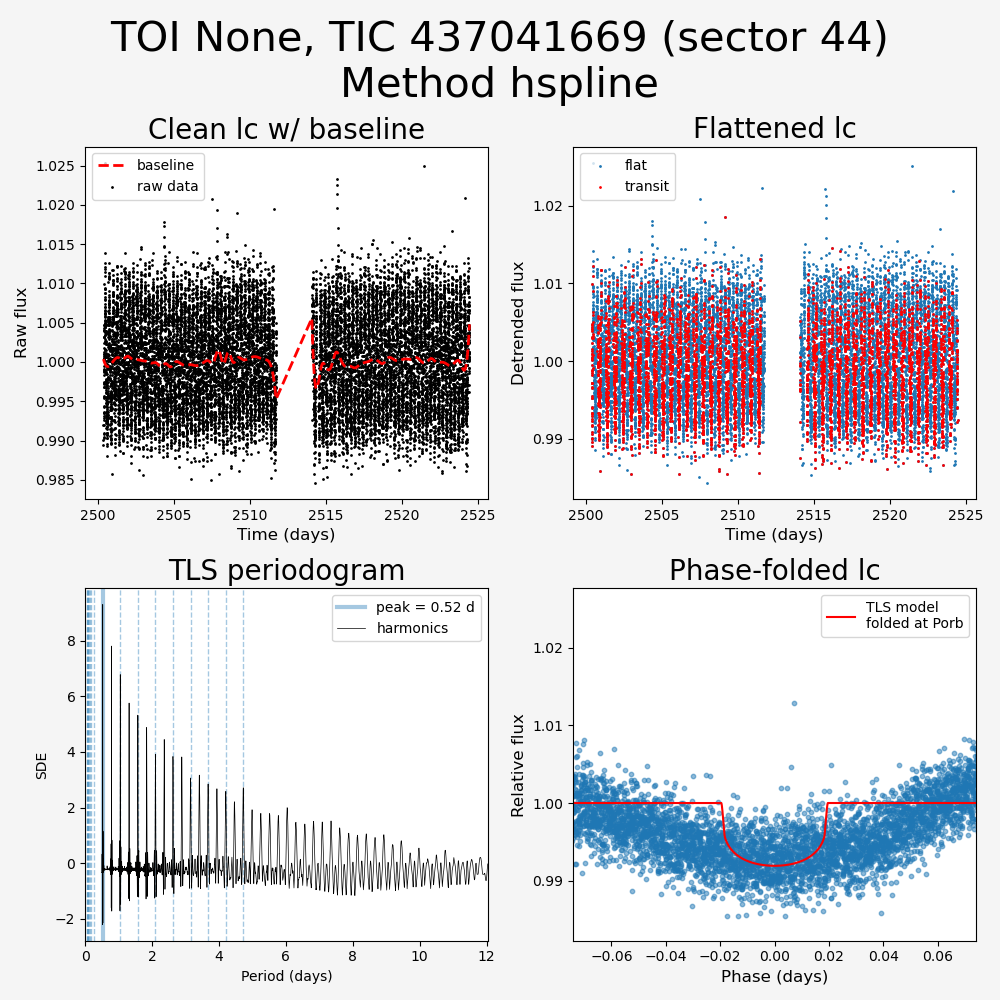 TOI None, TIC 437041669 (sector 44)
Method hspline
Clean lc w/ baseline
Flattened lc
baseline
raw data
flat
transit
1.025
1.020
1.015
1.010
1.005
1.000
0.995
0.990
0.985
Raw flux
2500
2505
2510
2515
2520
2525
Time (days)
1.02
1.01
1.00
0.99
Detrended flux
2500
2505
2510
2515
2520
2525
Time (days)
TLS periodogram
Phase-folded lc
peak = 0.52 d
harmonics
TLS model
folded at Porb
8
6
4
2
0
−2
SDE
0
2
4
6
8
10
12
Period (days)
1.02
1.01
1.00
0.99
Relative flux
−0.06
−0.04
−0.02
0.00
0.02
0.04
0.06
Phase (days)